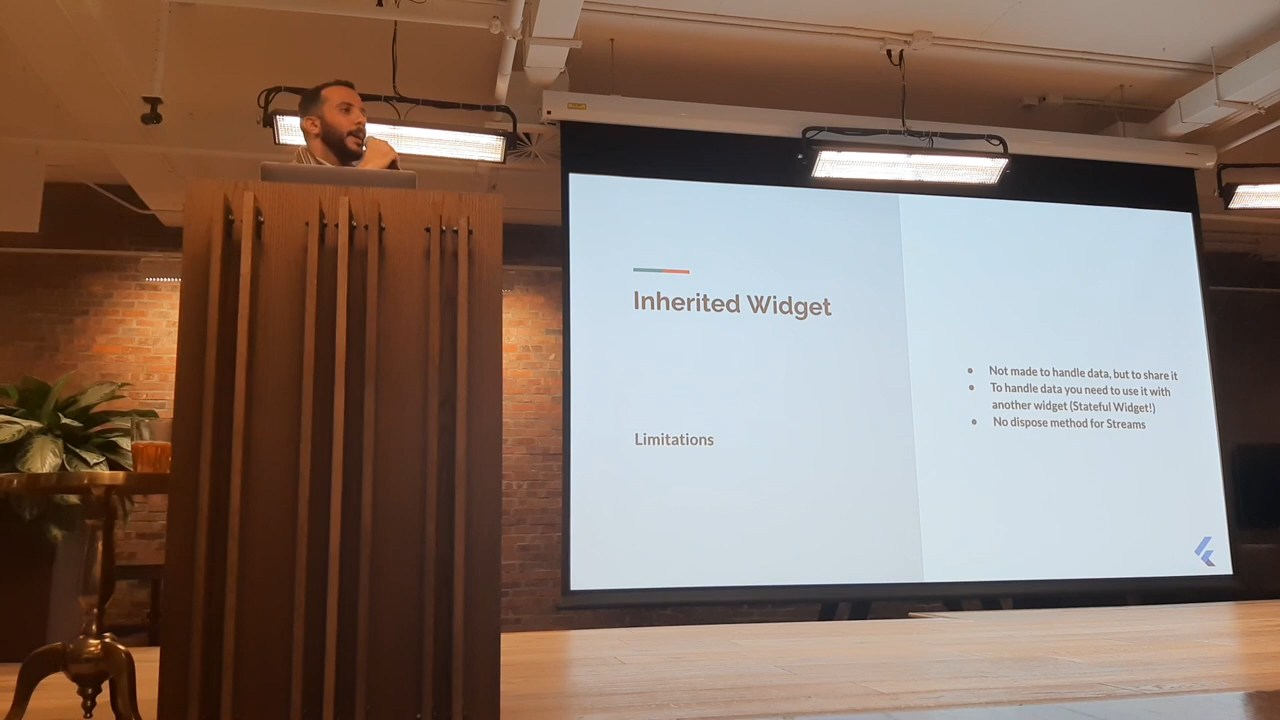 Inherited Widget
Limitations
● Not made to handle data, but to share it
● To handle data you need to use it with
another widget (Stateful Widget!)
● No dispose method for Streams